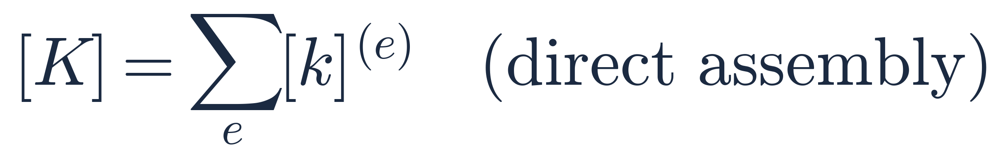 [K] = ∑_e [k]^(e) (direct assembly)